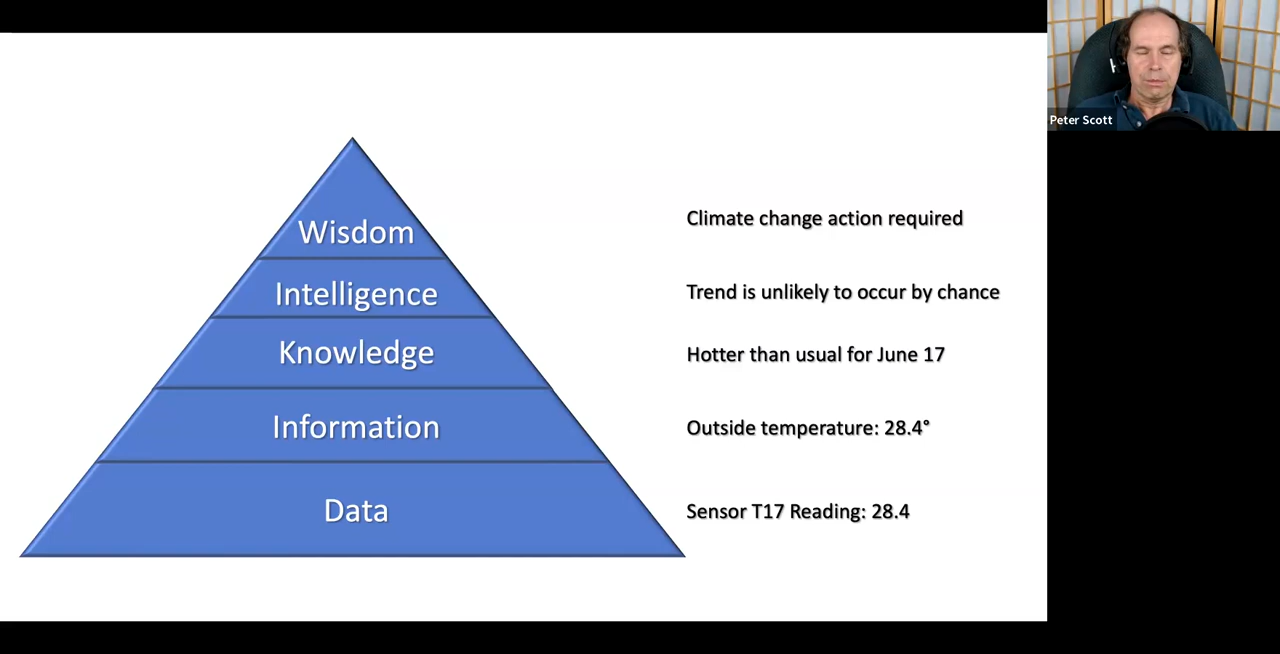 Peter Scott
Wisdom
Climate change action required
Intelligence
Trend is unlikely to occur by chance
Knowledge
Hotter than usual for June 17
Information
Outside temperature: 28.4°
Data
Sensor T17 Reading: 28.4